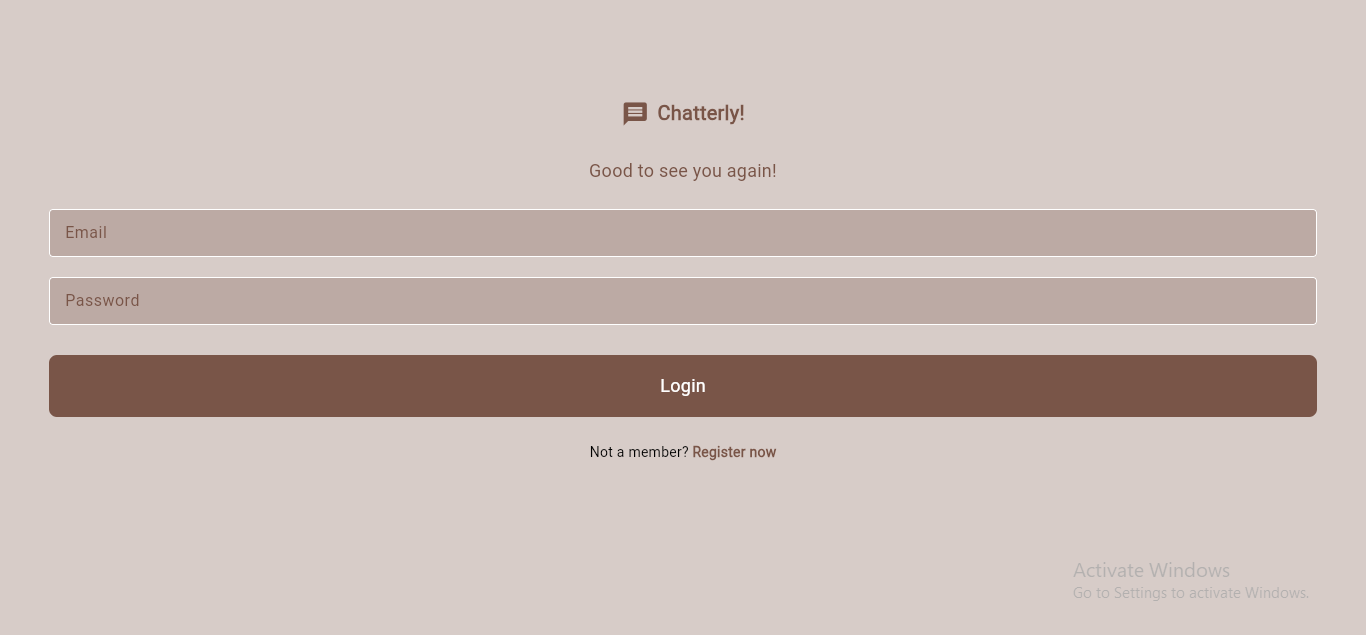 Chatterly!
Good to see you again!
Email
Password
Login
Not a member? Register now
Activate Windows
Go to Settings to activate Windows.